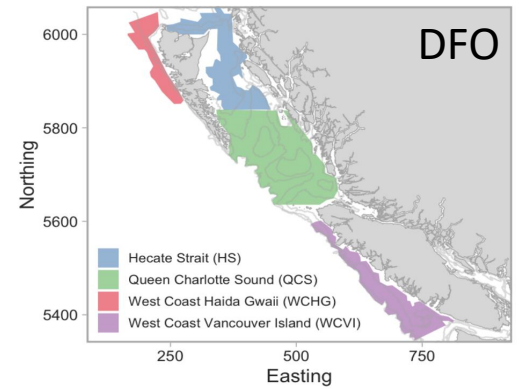 DFO
6000
5800
5600
5400
Northing
Hecate Strait (HS)
Queen Charlotte Sound (QCS)
West Coast Haida Gwaii (WCHG)
West Coast Vancouver Island (WCVI)
250
500
750
Easting